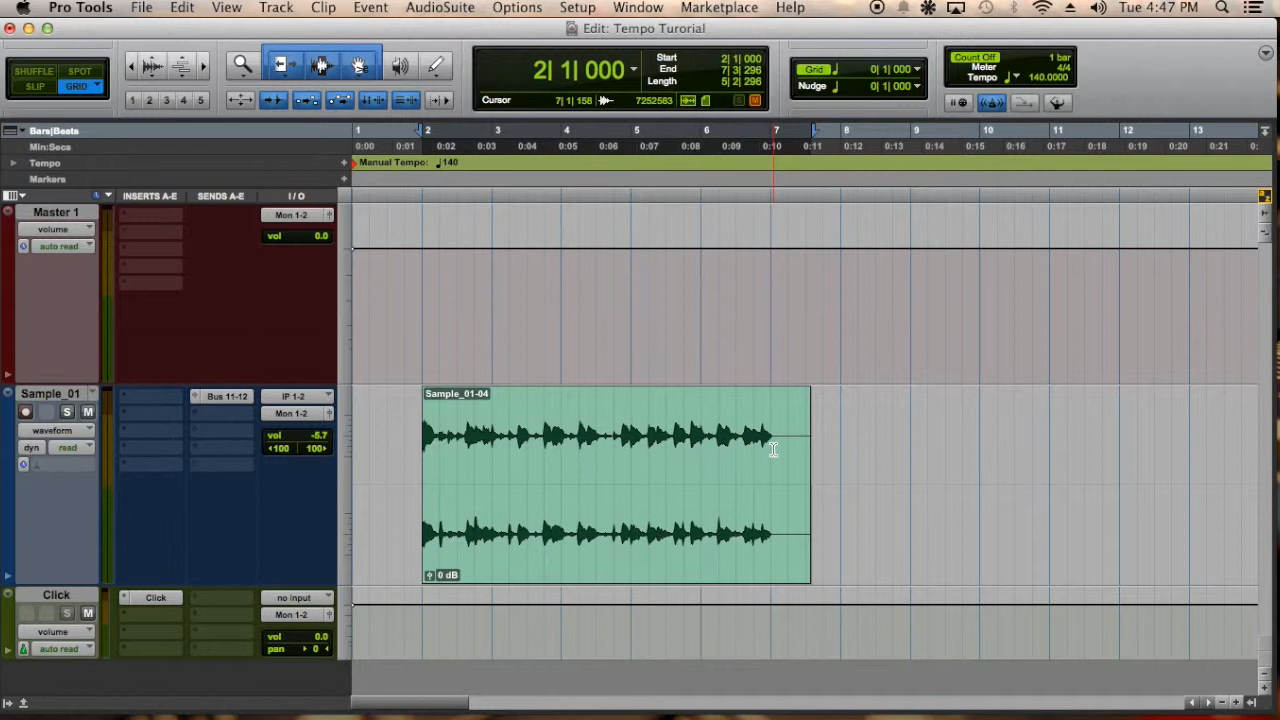 Pro Tools File Edit View Track Clip Event AudioSuite Options Setup Window Marketplace Help Tue 4:47 PM
Edit: Tempo Turorial
SHUFFLE SPOT
SLIP GRID
1 2 3 4 5
2| 1| 000
Start 2| 1| 000
End 7| 3| 296
Length 5| 2| 296
Cursor 7| 1| 158 7252583 S M
Grid 0| 1| 000
Nudge 0| 1| 000
Count Off 1 bar
Meter 4/4
Tempo 140.0000
Bars|Beats 1 2 3 4 5 6 7 8 9 10 11 12 13
Min:Secs 0:00 0:01 0:02 0:03 0:05 0:06 0:07 0:08 0:09 0:10 0:11 0:13 0:14 0:15 0:16 0:17 0:18 0:19 0:20 0:21 0:
Tempo Manual Tempo: 140
Markers
INSERTS A-E SENDS A-E I / O
Master 1 Mon 1-2
volume vol 0.0
auto read
Sample_01 Bus 11-12 IP 1-2 Sample_01-04
S M Mon 1-2
waveform vol -5.7
dyn read 100 100
0 dB
Click Click no input
S M Mon 1-2
volume vol 0.0
auto read pan 0